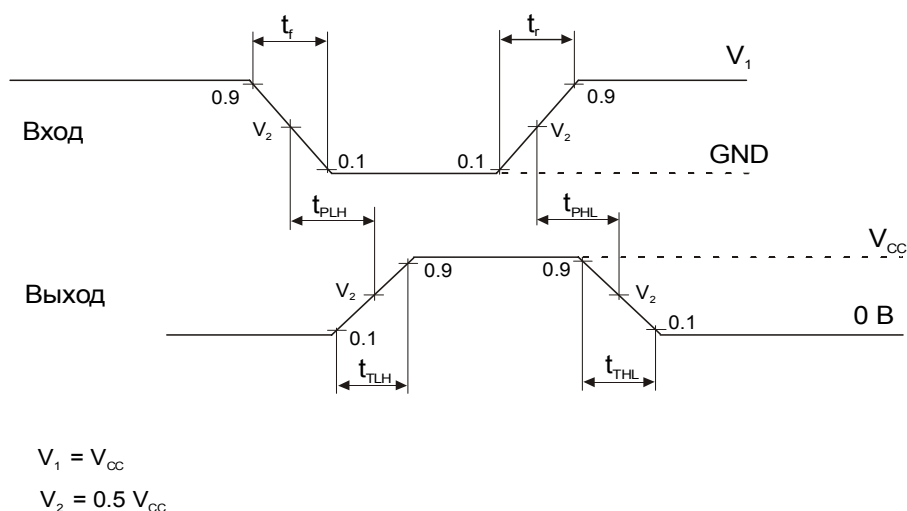 t_f t_r
V_1
0.9 0.9
Вход V_2 V_2
0.1 0.1 GND
t_PLH t_PHL
V_CC
0.9 0.9
Выход V_2 V_2 0 В
0.1 0.1
t_TLH t_THL
V_1 = V_CC
V_2 = 0.5 V_CC